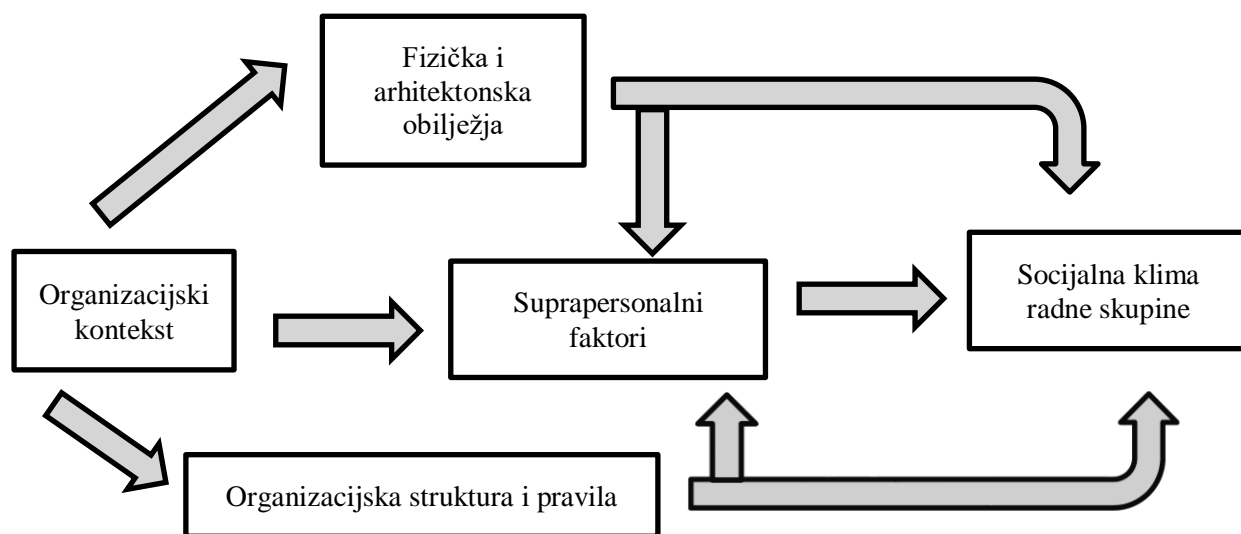 Fizička i
arhitektonska
obilježja
Organizacijski
kontekst
Suprapersonalni
faktori
Socijalna klima
radne skupine
Organizacijska struktura i pravila